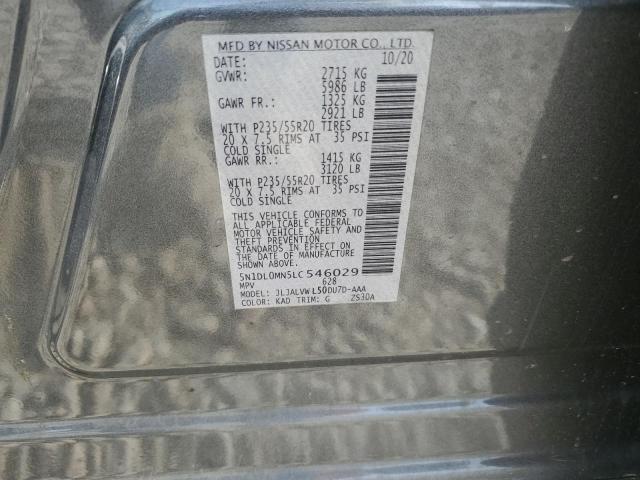 MFD BY NISSAN MOTOR CO., LTD.
DATE: 10/20
GVWR: 2715 KG
5986 LB
GAWR FR.: 1325 KG
2921 LB
WITH P235/55R20 TIRES
20 X 7.5 RIMS AT 35 PSI
COLD SINGLE
GAWR RR.: 1415 KG
3120 LB
WITH P235/55R20 TIRES
20 X 7.5 RIMS AT 35 PSI
COLD SINGLE
THIS VEHICLE CONFORMS TO
ALL APPLICABLE FEDERAL
MOTOR VEHICLE SAFETY AND
THEFT PREVENTION
STANDARDS IN EFFECT ON
THE DATE OF MANUFACTURE
SHOWN ABOVE.
5N1DL0MN5LC546029
MPV 628
MODEL: JLJALVWL50DU7D-AAA
COLOR: KAD TRIM: G ZS3DA